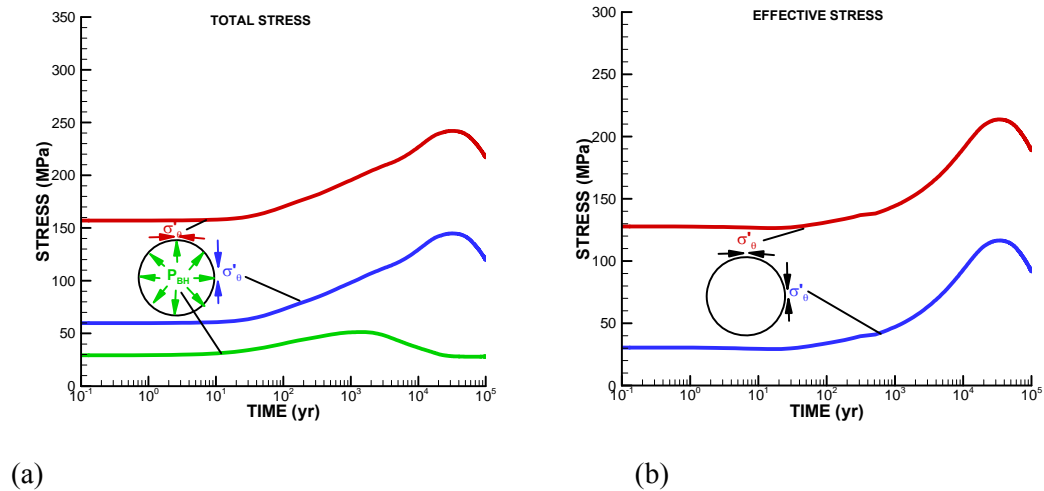 TOTAL STRESS
STRESS (MPa)
350
300
250
200
150
100
50
0
σ'θ
PBH
σ'θ
10-1 100 101 102 103 104 105
TIME (yr)
(a)
EFFECTIVE STRESS
STRESS (MPa)
300
250
200
150
100
50
0
σ'θ
σ'θ
10-1 100 101 102 103 104 105
TIME (yr)
(b)